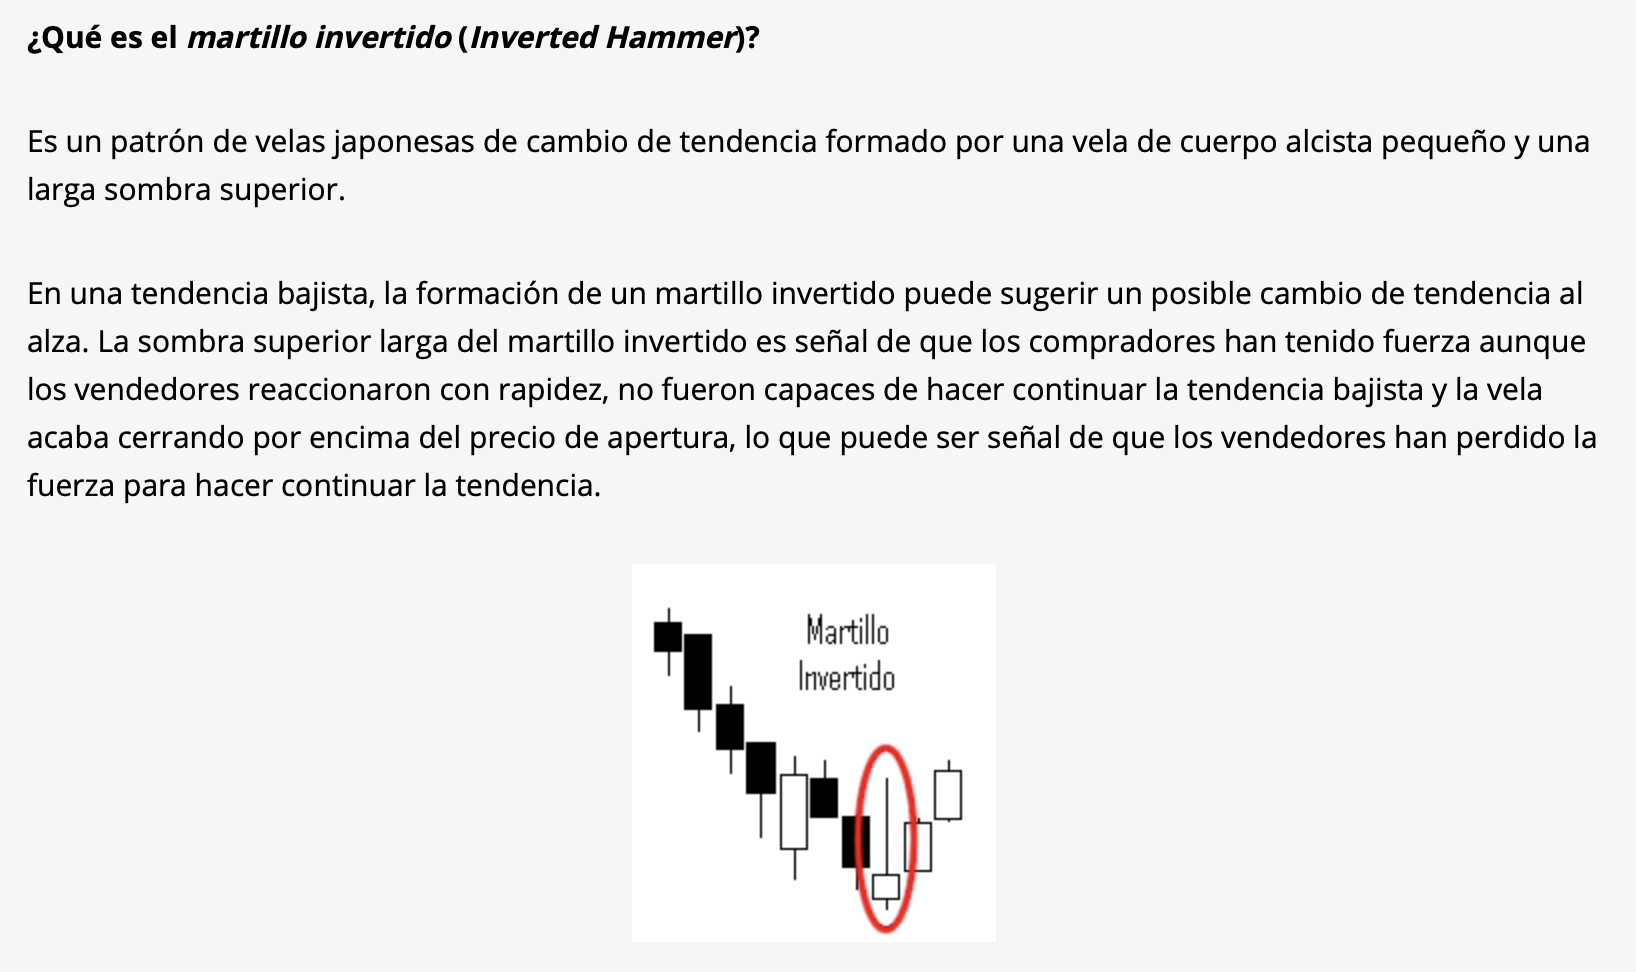 ¿Qué es el martillo invertido (Inverted Hammer)?
Es un patrón de velas japonesas de cambio de tendencia formado por una vela de cuerpo alcista pequeño y una
larga sombra superior.
En una tendencia bajista, la formación de un martillo invertido puede sugerir un posible cambio de tendencia al
alza. La sombra superior larga del martillo invertido es señal de que los compradores han tenido fuerza aunque
los vendedores reaccionaron con rapidez, no fueron capaces de hacer continuar la tendencia bajista y la vela
acaba cerrando por encima del precio de apertura, lo que puede ser señal de que los vendedores han perdido la
fuerza para hacer continuar la tendencia.
Martillo
Invertido